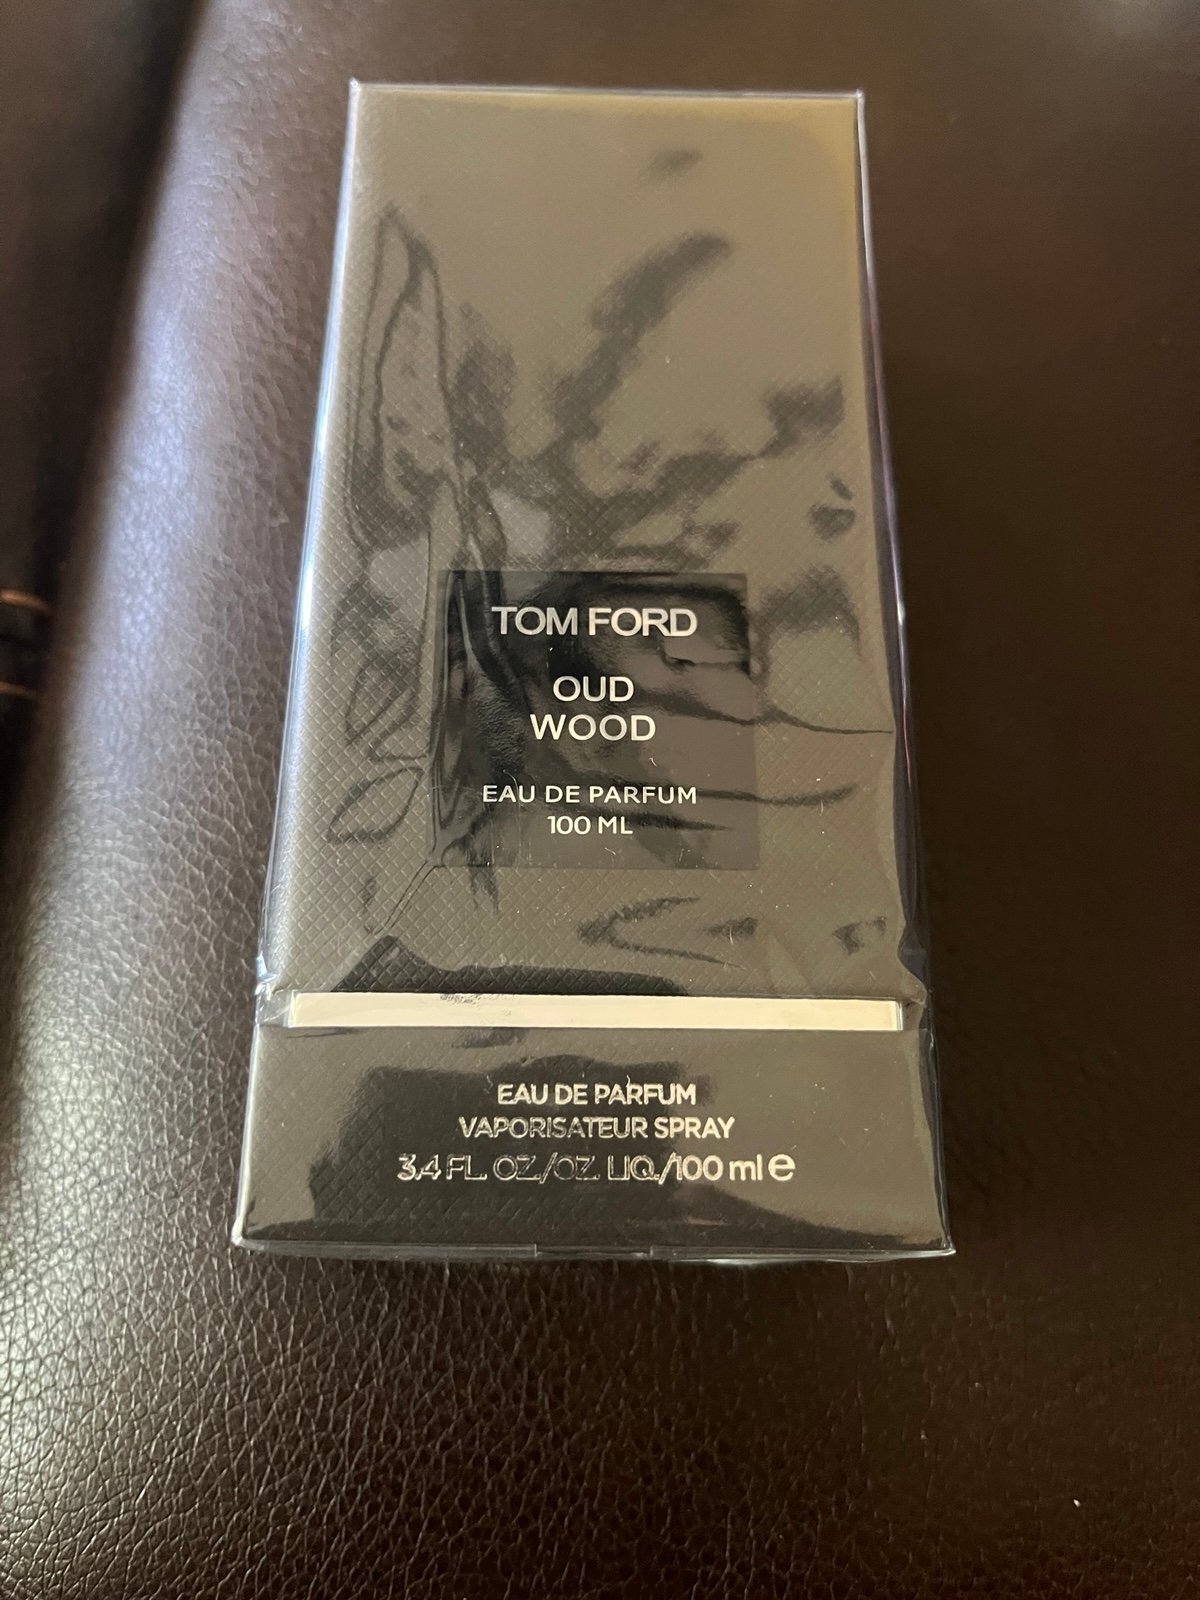 TOM FORD
OUD
WOOD
EAU DE PARFUM
100 ML
EAU DE PARFUM
VAPORISATEUR SPRAY
3.4 FL. OZ./OZ. LIQ./100 ml e